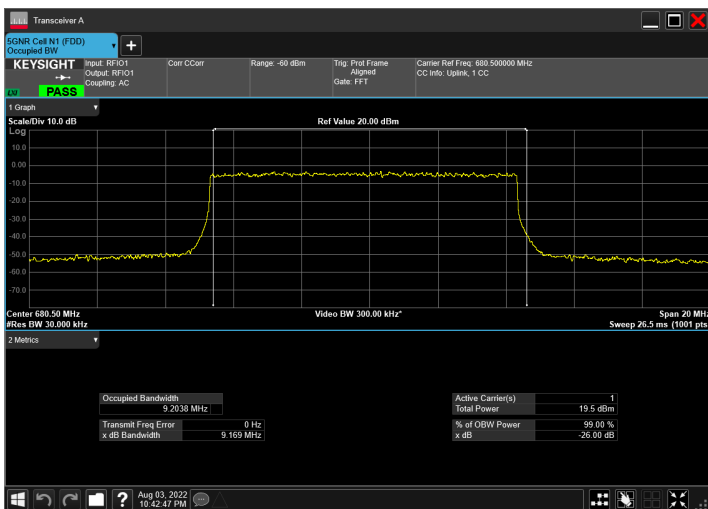 Transceiver A
5GNR Cell N1 (FDD)
Occupied BW
KEYSIGHT
LXI
PASS
Input: RFIO1
Output: RFIO1
Coupling: AC
Corr CCorr
Range: -60 dBm
Trig: Prot Frame
Aligned
Gate: FFT
Carrier Ref Freq: 680.500000 MHz
CC Info: Uplink, 1 CC
1 Graph
Scale/Div 10.0 dB
Ref Value 20.00 dBm
Log
10.0
0.00
-10.0
-20.0
-30.0
-40.0
-50.0
-60.0
-70.0
Center 680.50 MHz
Video BW 300.00 kHz*
Span 20 MHz
#Res BW 30.000 kHz
Sweep 26.5 ms (1001 pts
2 Metrics
Occupied Bandwidth
9.2038 MHz
Transmit Freq Error 0 Hz
x dB Bandwidth 9.169 MHz
Active Carrier(s) 1
Total Power 19.5 dBm
% of OBW Power 99.00 %
x dB -26.00 dB
Aug 03, 2022
10:42:47 PM